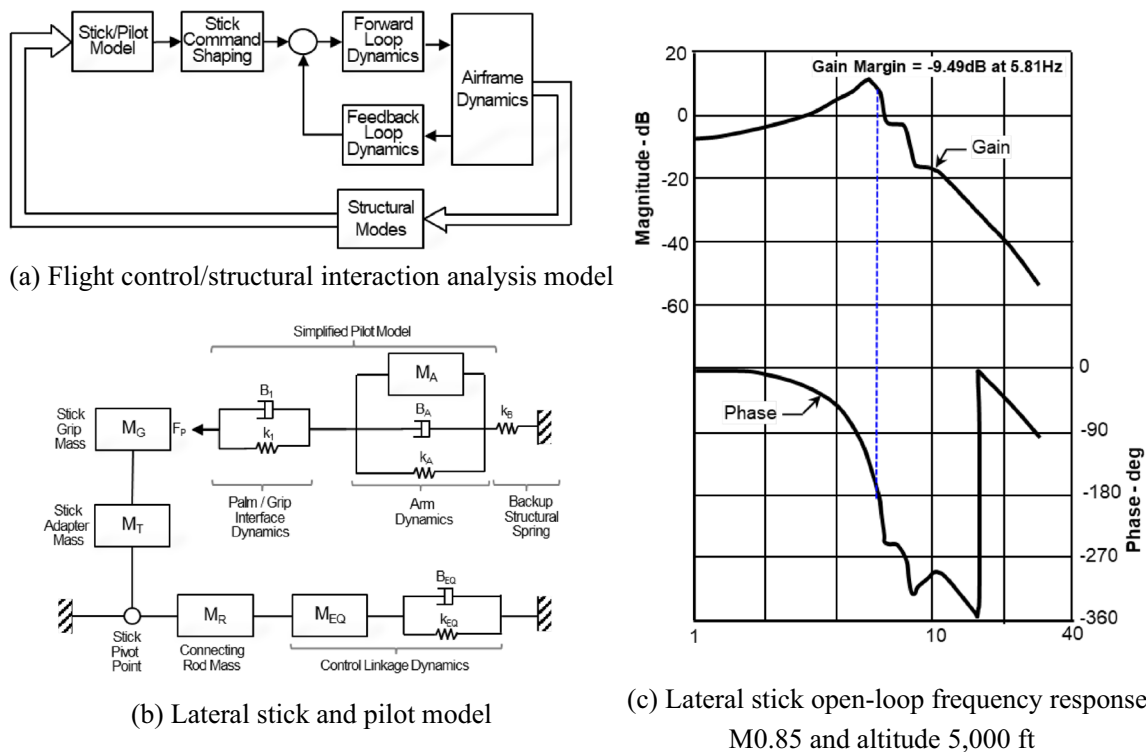 Stick/Pilot
Model
Stick
Command
Shaping
Forward
Loop
Dynamics
Airframe
Dynamics
Feedback
Loop
Dynamics
Structural
Modes
(a) Flight control/structural interaction analysis model
Simplified Pilot Model
Stick
Grip
Mass
M_G
F_P
B_1
k_1
M_A
B_A
k_A
k_B
Palm / Grip
Interface
Dynamics
Arm
Dynamics
Backup
Structural
Spring
Stick
Adapter
Mass
M_T
M_R
M_EQ
B_EQ
k_EQ
Stick
Pivot
Point
Connecting
Rod Mass
Control Linkage Dynamics
(b) Lateral stick and pilot model
Gain Margin = -9.49dB at 5.81Hz
Magnitude - dB
20
0
-20
-40
-60
Gain
Phase
0
-90
-180
-270
-360
Phase - deg
1
10
40
(c) Lateral stick open-loop frequency response
M0.85 and altitude 5,000 ft